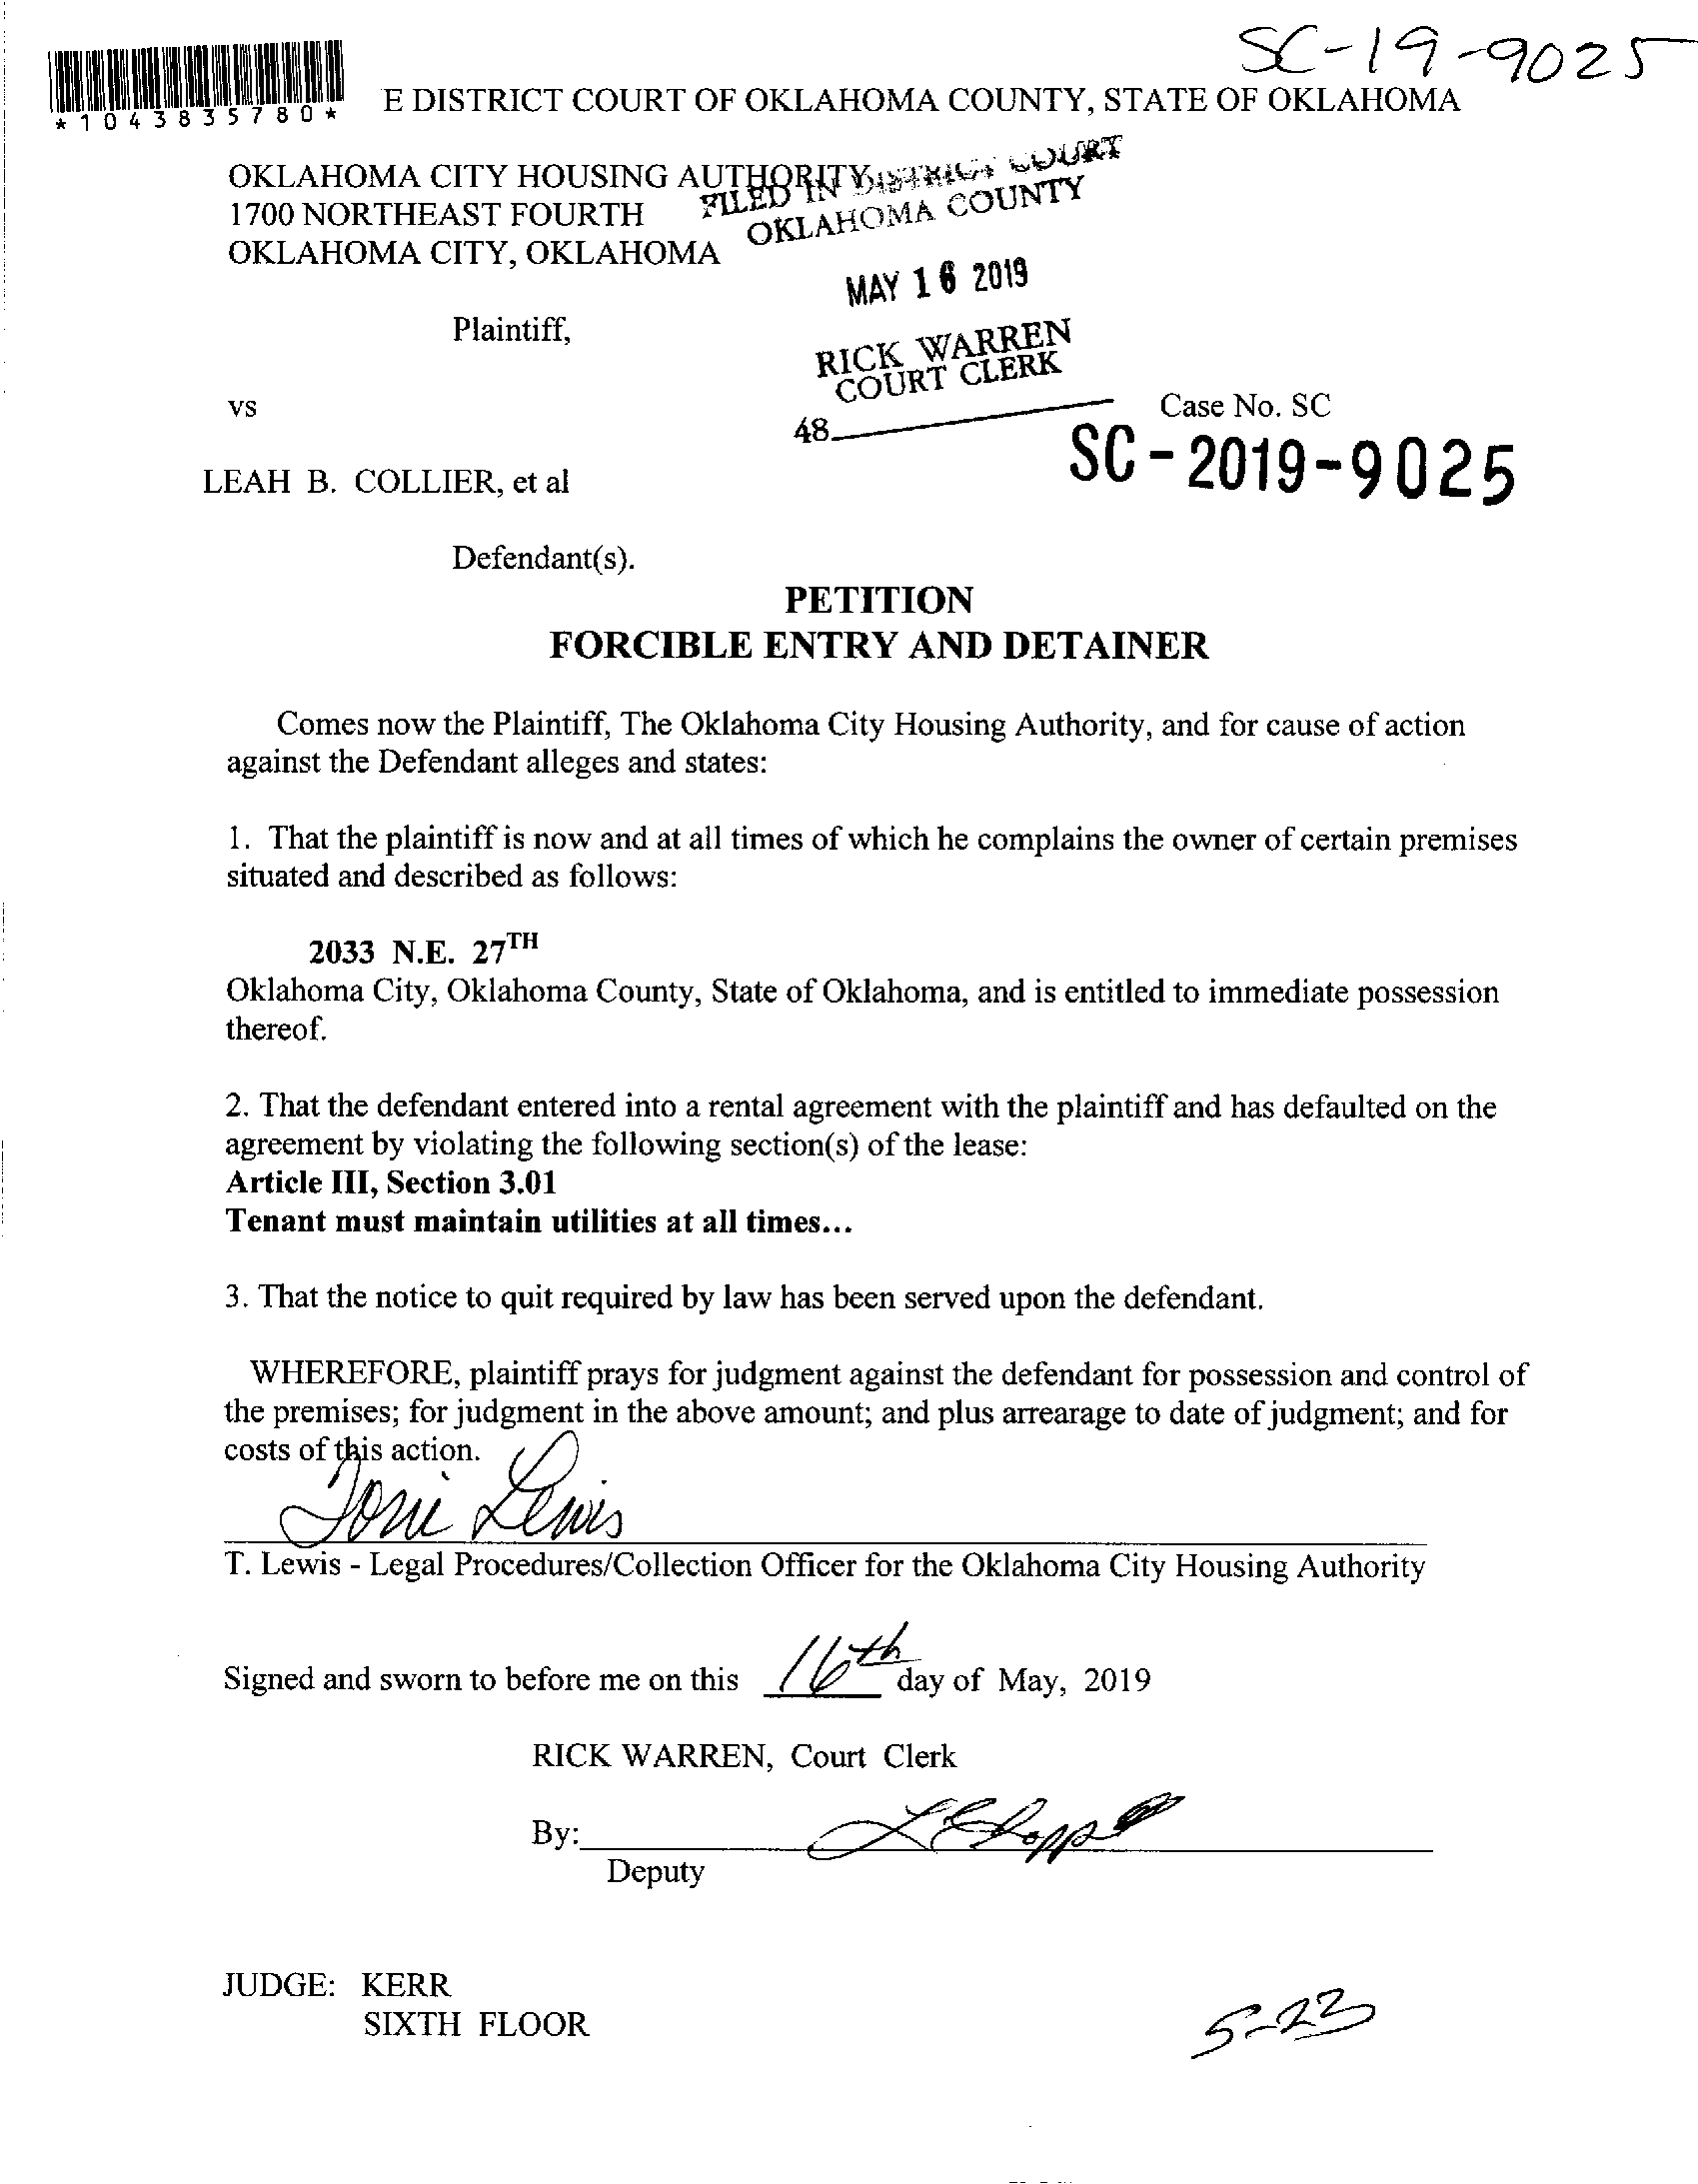 SC-19-9025
*1043835780*
E DISTRICT COURT OF OKLAHOMA COUNTY, STATE OF OKLAHOMA
OKLAHOMA CITY HOUSING AUTHORITY
1700 NORTHEAST FOURTH
OKLAHOMA CITY, OKLAHOMA
FILED IN DISTRICT COURT
OKLAHOMA COUNTY
MAY 16 2019
Plaintiff,
RICK WARREN
COURT CLERK
48
vs
Case No. SC
SC-2019-9025
LEAH B. COLLIER, et al
Defendant(s).
PETITION
FORCIBLE ENTRY AND DETAINER
Comes now the Plaintiff, The Oklahoma City Housing Authority, and for cause of action
against the Defendant alleges and states:
1. That the plaintiff is now and at all times of which he complains the owner of certain premises
situated and described as follows:
2033 N.E. 27TH
Oklahoma City, Oklahoma County, State of Oklahoma, and is entitled to immediate possession
thereof.
2. That the defendant entered into a rental agreement with the plaintiff and has defaulted on the
agreement by violating the following section(s) of the lease:
Article III, Section 3.01
Tenant must maintain utilities at all times...
3. That the notice to quit required by law has been served upon the defendant.
WHEREFORE, plaintiff prays for judgment against the defendant for possession and control of
the premises; for judgment in the above amount; and plus arrearage to date of judgment; and for
costs of this action.
Toni Lewis
T. Lewis - Legal Procedures/Collection Officer for the Oklahoma City Housing Authority
Signed and sworn to before me on this 16th day of May, 2019
RICK WARREN, Court Clerk
By:
Deputy
JUDGE: KERR
SIXTH FLOOR
5-23